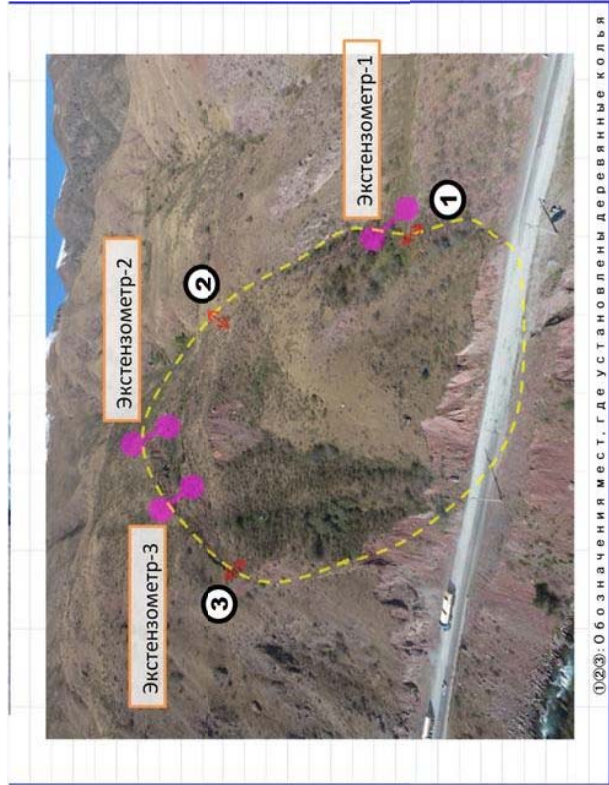 Экстензометр-3
Экстензометр-2
Экстензометр-1
3
2
1
①②③: Обозначения мест, где установлены деревянные колья